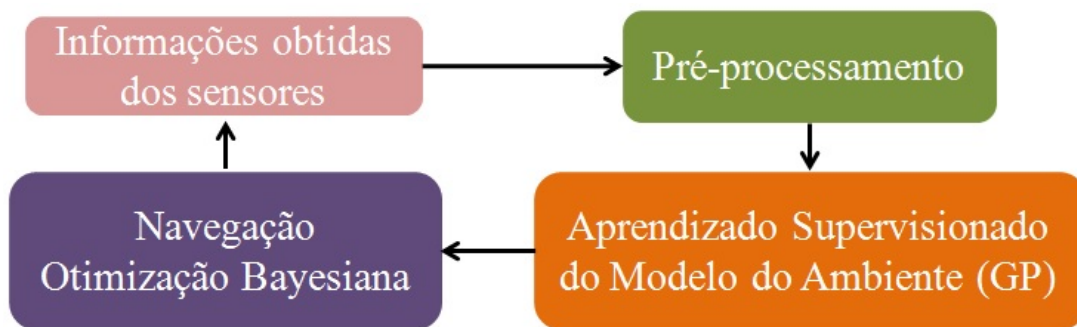 Informações obtidas
dos sensores
Pré-processamento
Navegação
Otimização Bayesiana
Aprendizado Supervisionado
do Modelo do Ambiente (GP)